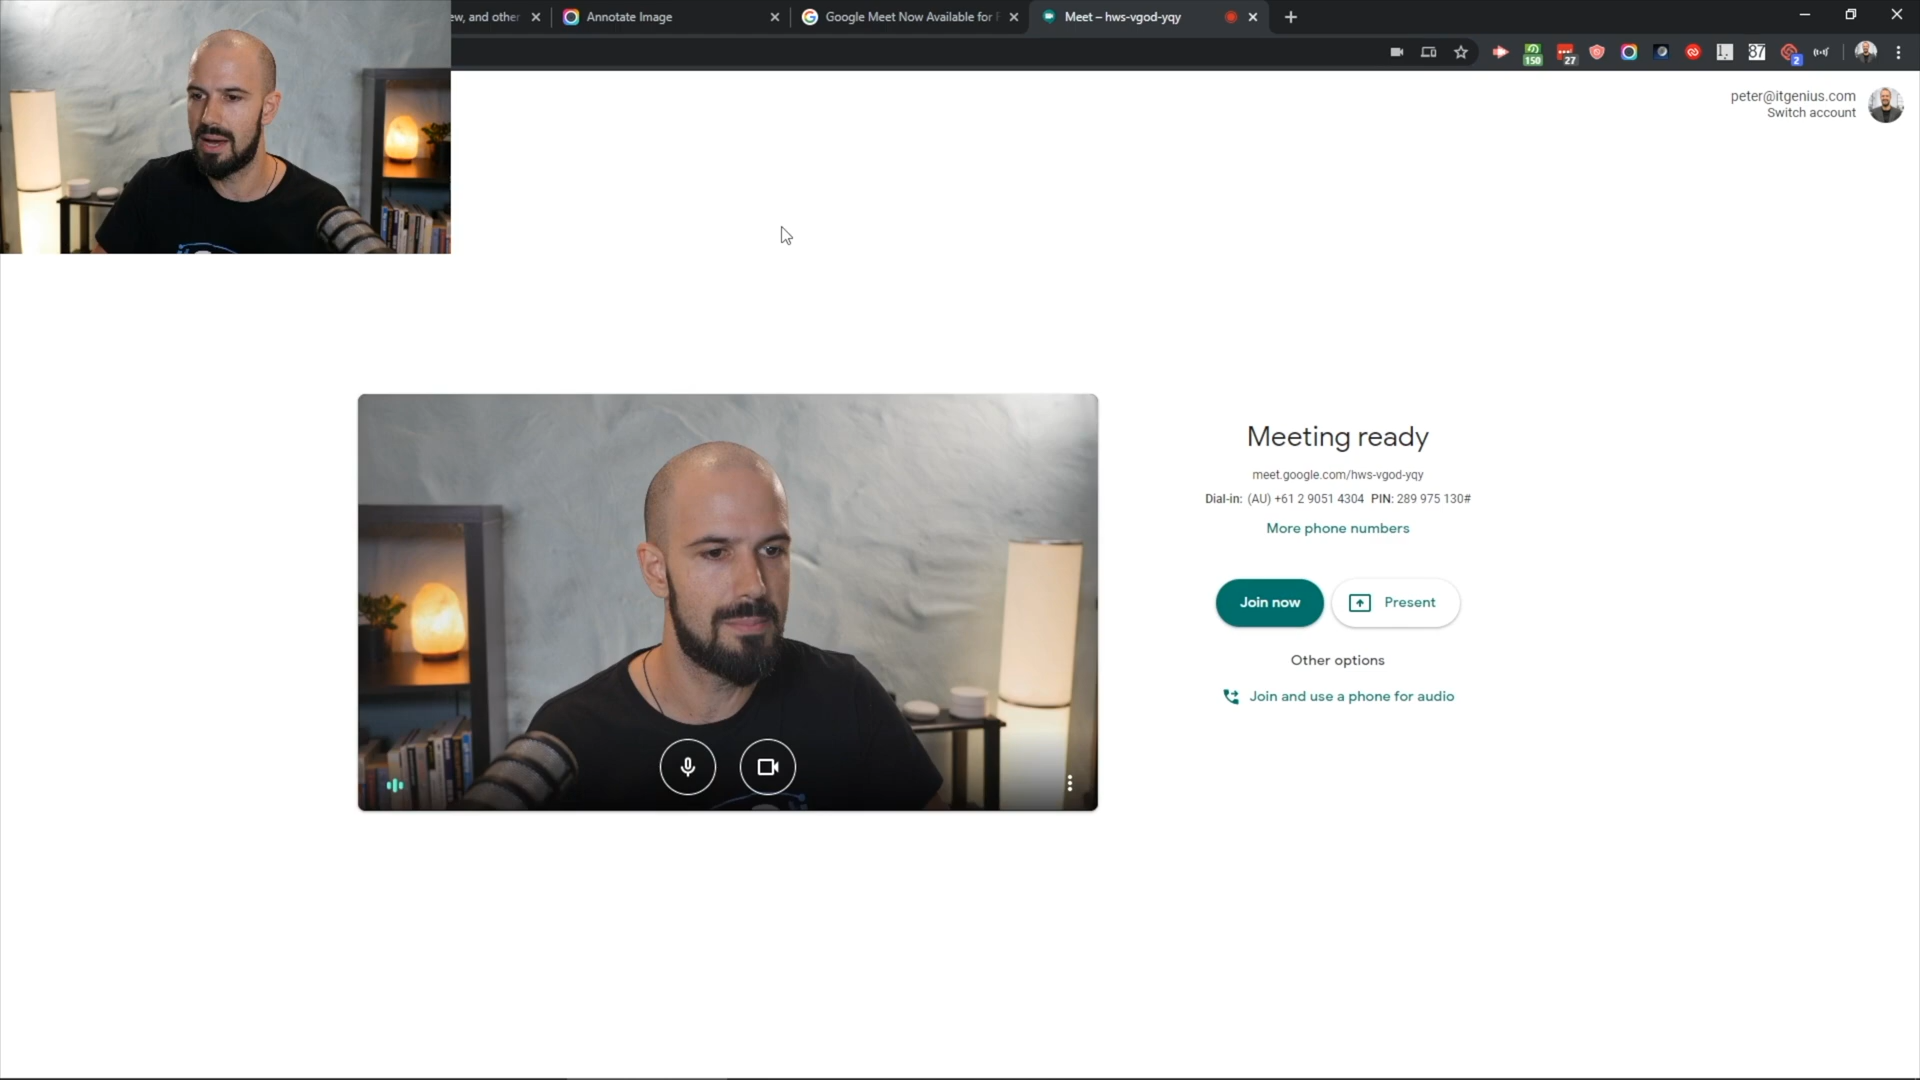 ew, and other
Annotate Image
Google Meet Now Available for
Meet – hws-vgod-yqy
150
27
87
2
peter@itgenius.com
Switch account
Meeting ready
meet.google.com/hws-vgod-yqy
Dial-in: (AU) +61 2 9051 4304 PIN: 289 975 130#
More phone numbers
Join now
Present
Other options
Join and use a phone for audio